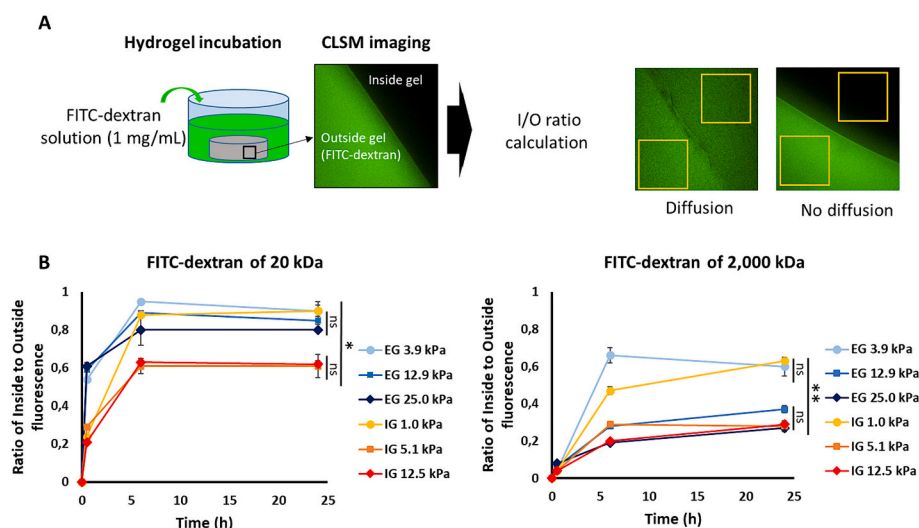 A
Hydrogel incubation
CLSM imaging
FITC-dextran
solution (1 mg/mL)
Inside gel
Outside gel
(FITC-dextran)
I/O ratio
calculation
Diffusion
No diffusion
B
FITC-dextran of 20 kDa
Ratio of Inside to Outside
fluorescence
1
0,8
0,6
0,4
0,2
0
0
5
10
15
20
25
Time (h)
ns
ns
*
EG 3.9 kPa
EG 12.9 kPa
EG 25.0 kPa
IG 1.0 kPa
IG 5.1 kPa
IG 12.5 kPa
FITC-dextran of 2,000 kDa
Ratio of Inside to Outside
fluorescence
1
0,8
0,6
0,4
0,2
0
0
5
10
15
20
25
Time (h)
ns
ns
**
EG 3.9 kPa
EG 12.9 kPa
EG 25.0 kPa
IG 1.0 kPa
IG 5.1 kPa
IG 12.5 kPa